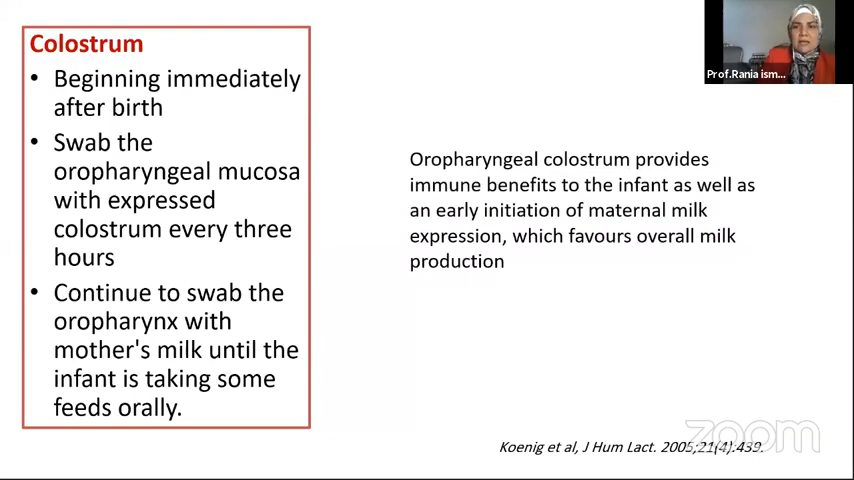 Colostrum
• Beginning immediately
after birth
• Swab the
oropharyngeal mucosa
with expressed
colostrum every three
hours
• Continue to swab the
oropharynx with
mother's milk until the
infant is taking some
feeds orally.
Prof.Rania ism...
Oropharyngeal colostrum provides
immune benefits to the infant as well as
an early initiation of maternal milk
expression, which favours overall milk
production
Koenig et al, J Hum Lact. 2005;21(4):439.
zoom